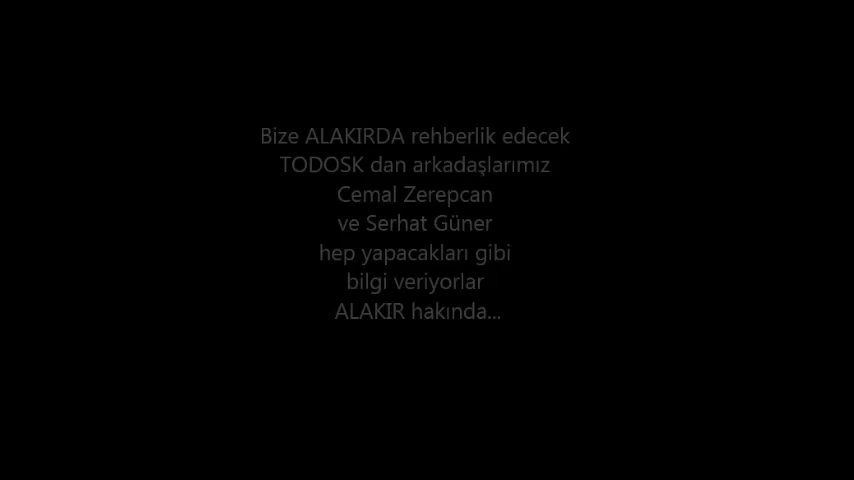 Bize ALAKIRDA rehberlik edecek
TODOSK dan arkadaşlarımız
Cemal Zerepcan
ve Serhat Güner
hep yapacakları gibi
bilgi veriyorlar
ALAKIR hakında...